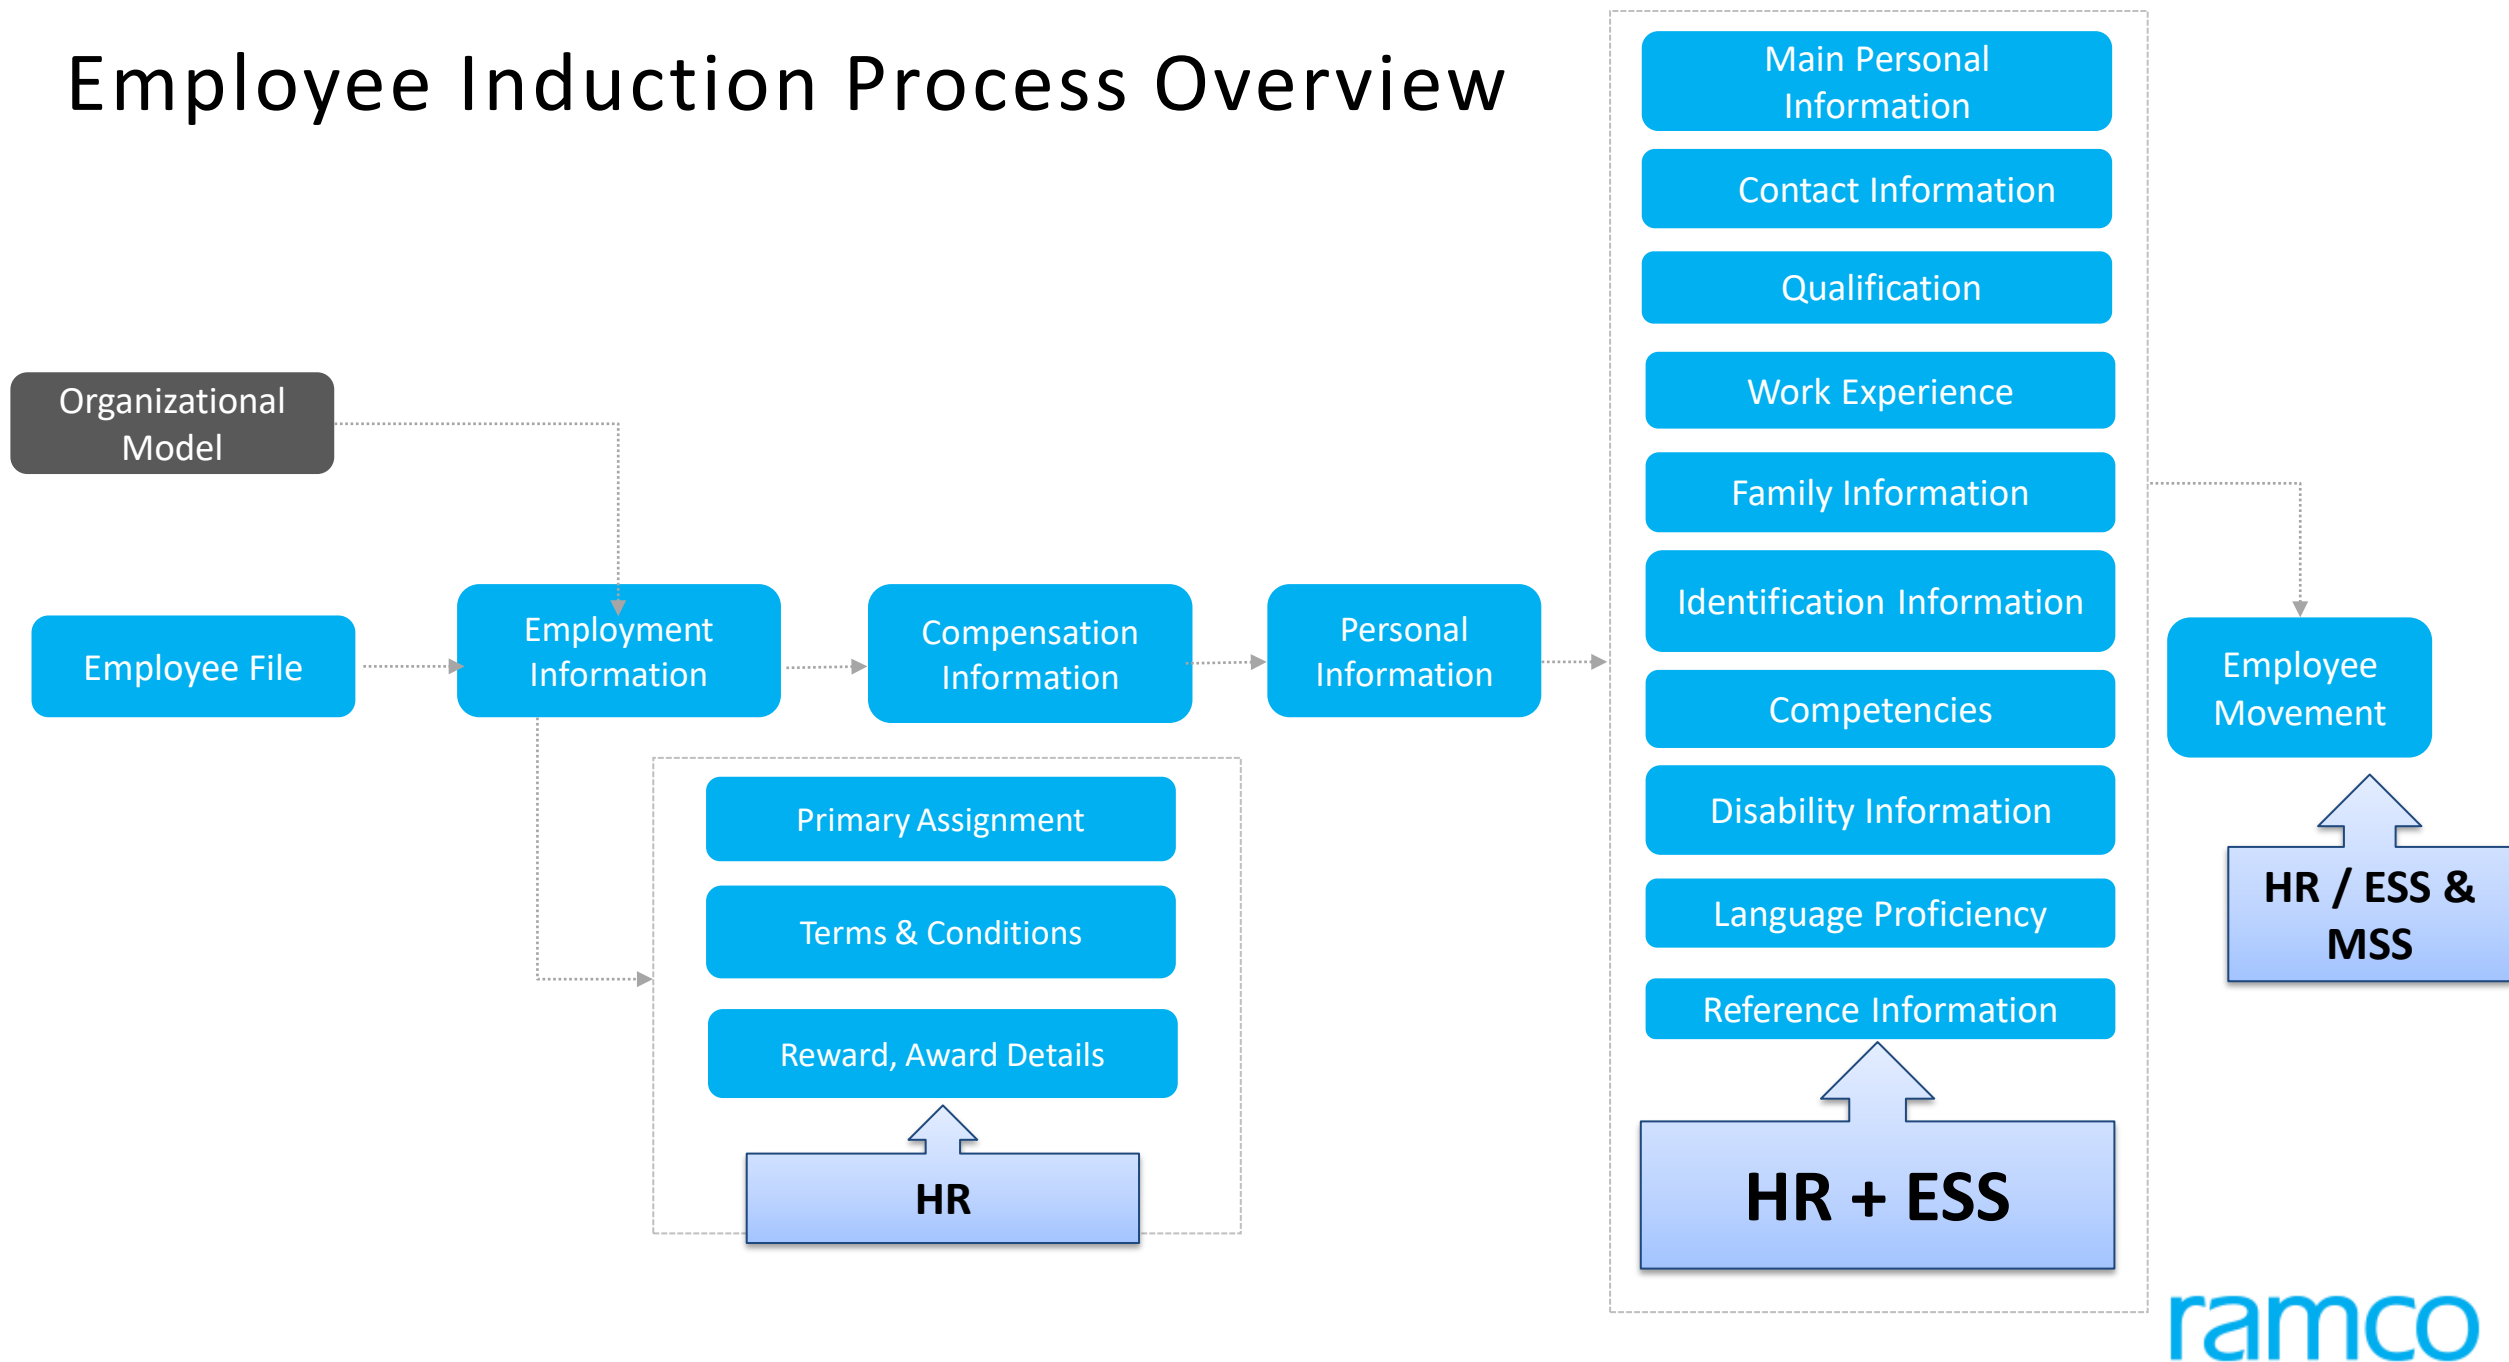 Employee Induction Process Overview
Organizational
Model
Employee File
Employment
Information
Compensation
Information
Personal
Information
Primary Assignment
Terms & Conditions
Reward, Award Details
HR
Main Personal
Information
Contact Information
Qualification
Work Experience
Family Information
Identification Information
Competencies
Disability Information
Language Proficiency
Reference Information
HR + ESS
Employee
Movement
HR / ESS &
MSS
ramco